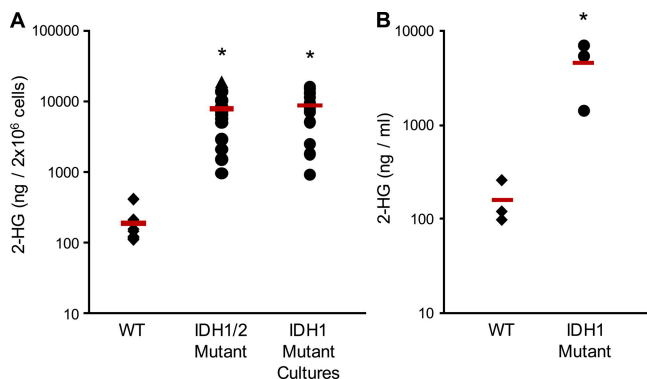 A
2-HG (ng / 2x10⁶ cells)
100000
10000
1000
100
10
*
*
WT
IDH1/2
Mutant
IDH1
Mutant
Cultures
B
2-HG (ng / ml)
10000
1000
100
10
*
WT
IDH1
Mutant